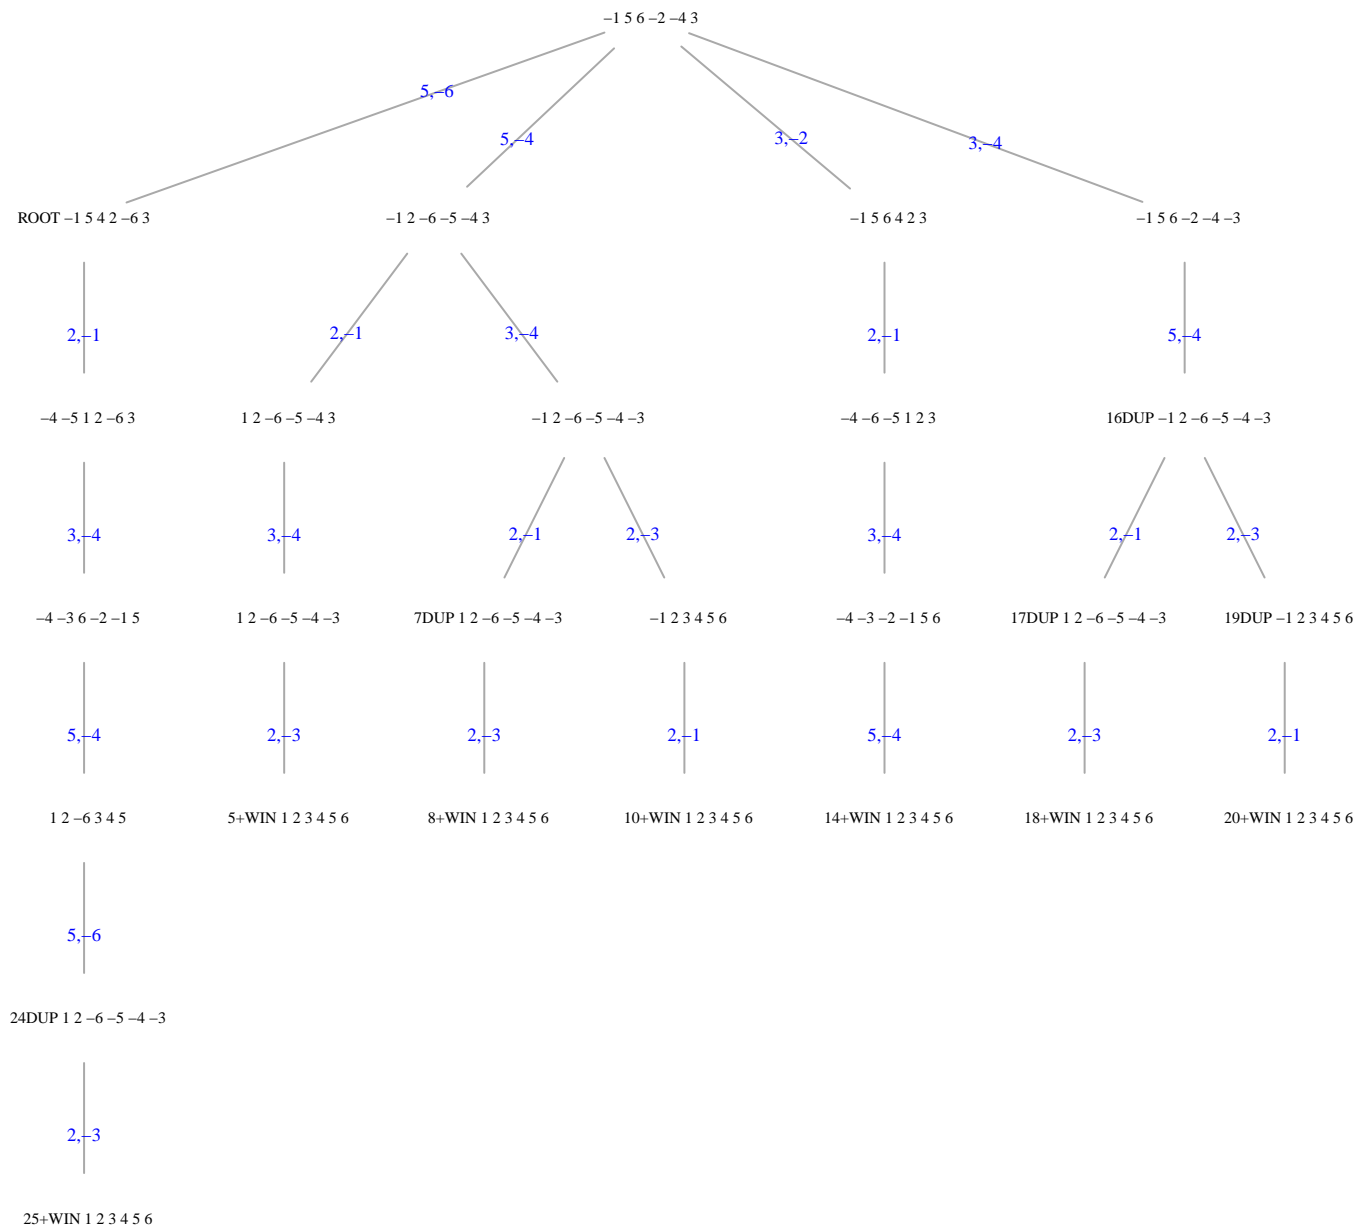 −1 5 6 −2 −4 3
5,−6
5,−4
3,−2
3,−4
ROOT −1 5 4 2 −6 3
−1 2 −6 −5 −4 3
−1 5 6 4 2 3
−1 5 6 −2 −4 −3
2,−1
2,−1
3,−4
2,−1
5,−4
−4 −5 1 2 −6 3
1 2 −6 −5 −4 3
−1 2 −6 −5 −4 −3
−4 −6 −5 1 2 3
16DUP −1 2 −6 −5 −4 −3
3,−4
3,−4
2,−1
2,−3
3,−4
2,−1
2,−3
−4 −3 6 −2 −1 5
1 2 −6 −5 −4 −3
7DUP 1 2 −6 −5 −4 −3
−1 2 3 4 5 6
−4 −3 −2 −1 5 6
17DUP 1 2 −6 −5 −4 −3
19DUP −1 2 3 4 5 6
5,−4
2,−3
2,−3
2,−1
5,−4
2,−3
2,−1
1 2 −6 3 4 5
5+WIN 1 2 3 4 5 6
8+WIN 1 2 3 4 5 6
10+WIN 1 2 3 4 5 6
14+WIN 1 2 3 4 5 6
18+WIN 1 2 3 4 5 6
20+WIN 1 2 3 4 5 6
5,−6
24DUP 1 2 −6 −5 −4 −3
2,−3
25+WIN 1 2 3 4 5 6